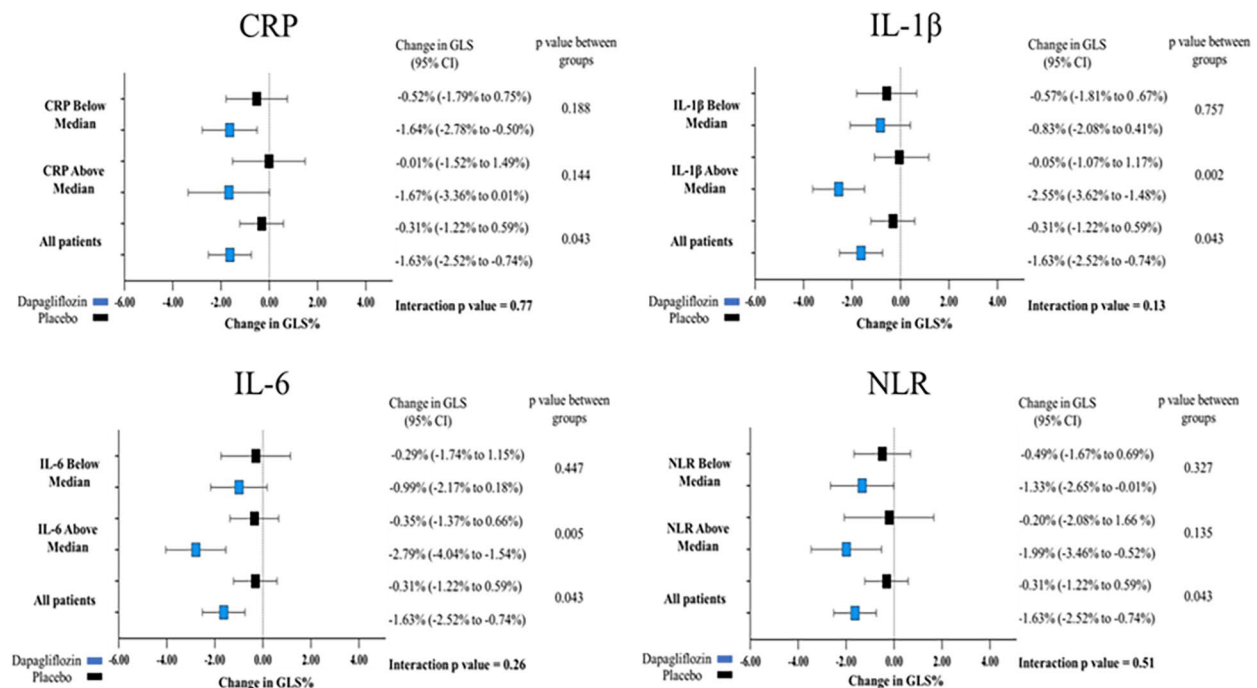 CRP
Change in GLS
(95% CI)
p value between
groups
CRP Below
Median
-0.52% (-1.79% to 0.75%)
0.188
-1.64% (-2.78% to -0.50%)
CRP Above
Median
-0.01% (-1.52% to 1.49%)
0.144
-1.67% (-3.36% to 0.01%)
All patients
-0.31% (-1.22% to 0.59%)
0.043
-1.63% (-2.52% to -0.74%)
-6.00 -4.00 -2.00 0.00 2.00 4.00
Dapagliflozin
Placebo
Change in GLS%
Interaction p value = 0.77
IL-1β
Change in GLS
(95% CI)
p value between
groups
IL-1β Below
Median
-0.57% (-1.81% to 0 .67%)
0.757
-0.83% (-2.08% to 0.41%)
IL-1β Above
Median
-0.05% (-1.07% to 1.17%)
0.002
-2.55% (-3.62% to -1.48%)
All patients
-0.31% (-1.22% to 0.59%)
0.043
-1.63% (-2.52% to -0.74%)
-6.00 -4.00 -2.00 0.00 2.00 4.00
Dapagliflozin
Placebo
Change in GLS%
Interaction p value = 0.13
IL-6
Change in GLS
(95% CI)
p value between
groups
IL-6 Below
Median
-0.29% (-1.74% to 1.15%)
0.447
-0.99% (-2.17% to 0.18%)
IL-6 Above
Median
-0.35% (-1.37% to 0.66%)
0.005
-2.79% (-4.04% to -1.54%)
All patients
-0.31% (-1.22% to 0.59%)
0.043
-1.63% (-2.52% to -0.74%)
-6.00 -4.00 -2.00 0.00 2.00 4.00
Dapagliflozin
Placebo
Change in GLS%
Interaction p value = 0.26
NLR
Change in GLS
(95% CI)
p value between
groups
NLR Below
Median
-0.49% (-1.67% to 0.69%)
0.327
-1.33% (-2.65% to -0.01%)
NLR Above
Median
-0.20% (-2.08% to 1.66 %)
0.135
-1.99% (-3.46% to -0.52%)
All patients
-0.31% (-1.22% to 0.59%)
0.043
-1.63% (-2.52% to -0.74%)
-6.00 -4.00 -2.00 0.00 2.00 4.00
Dapagliflozin
Placebo
Change in GLS%
Interaction p value = 0.51